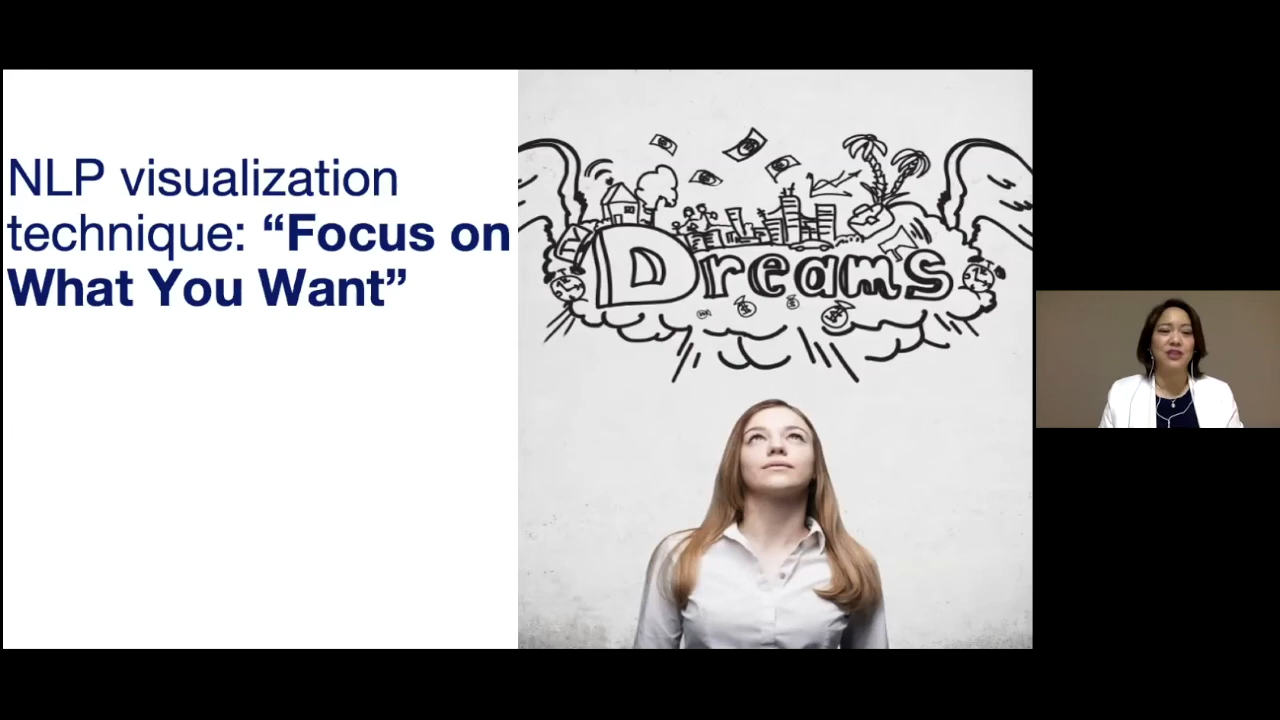 NLP visualization
technique: “Focus on
What You Want”
Dreams